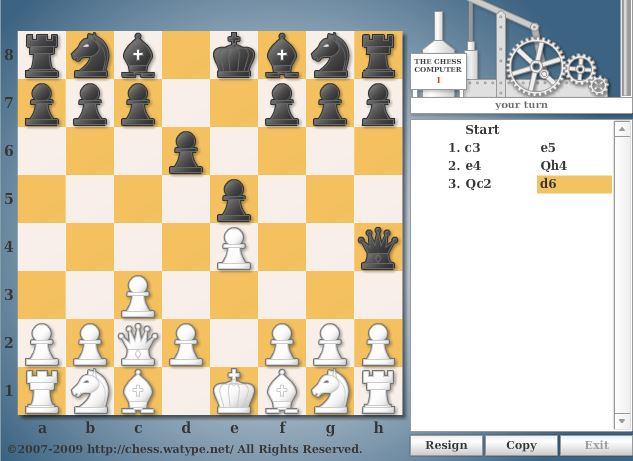 8
7
6
5
4
3
2
1
a b c d e f g h
©2007-2009 http://chess.watype.net/ All Rights Reserved.
THE CHESS
COMPUTER
1
your turn
Start
1. c3 e5
2. e4 Qh4
3. Qc2 d6
Resign Copy Exit